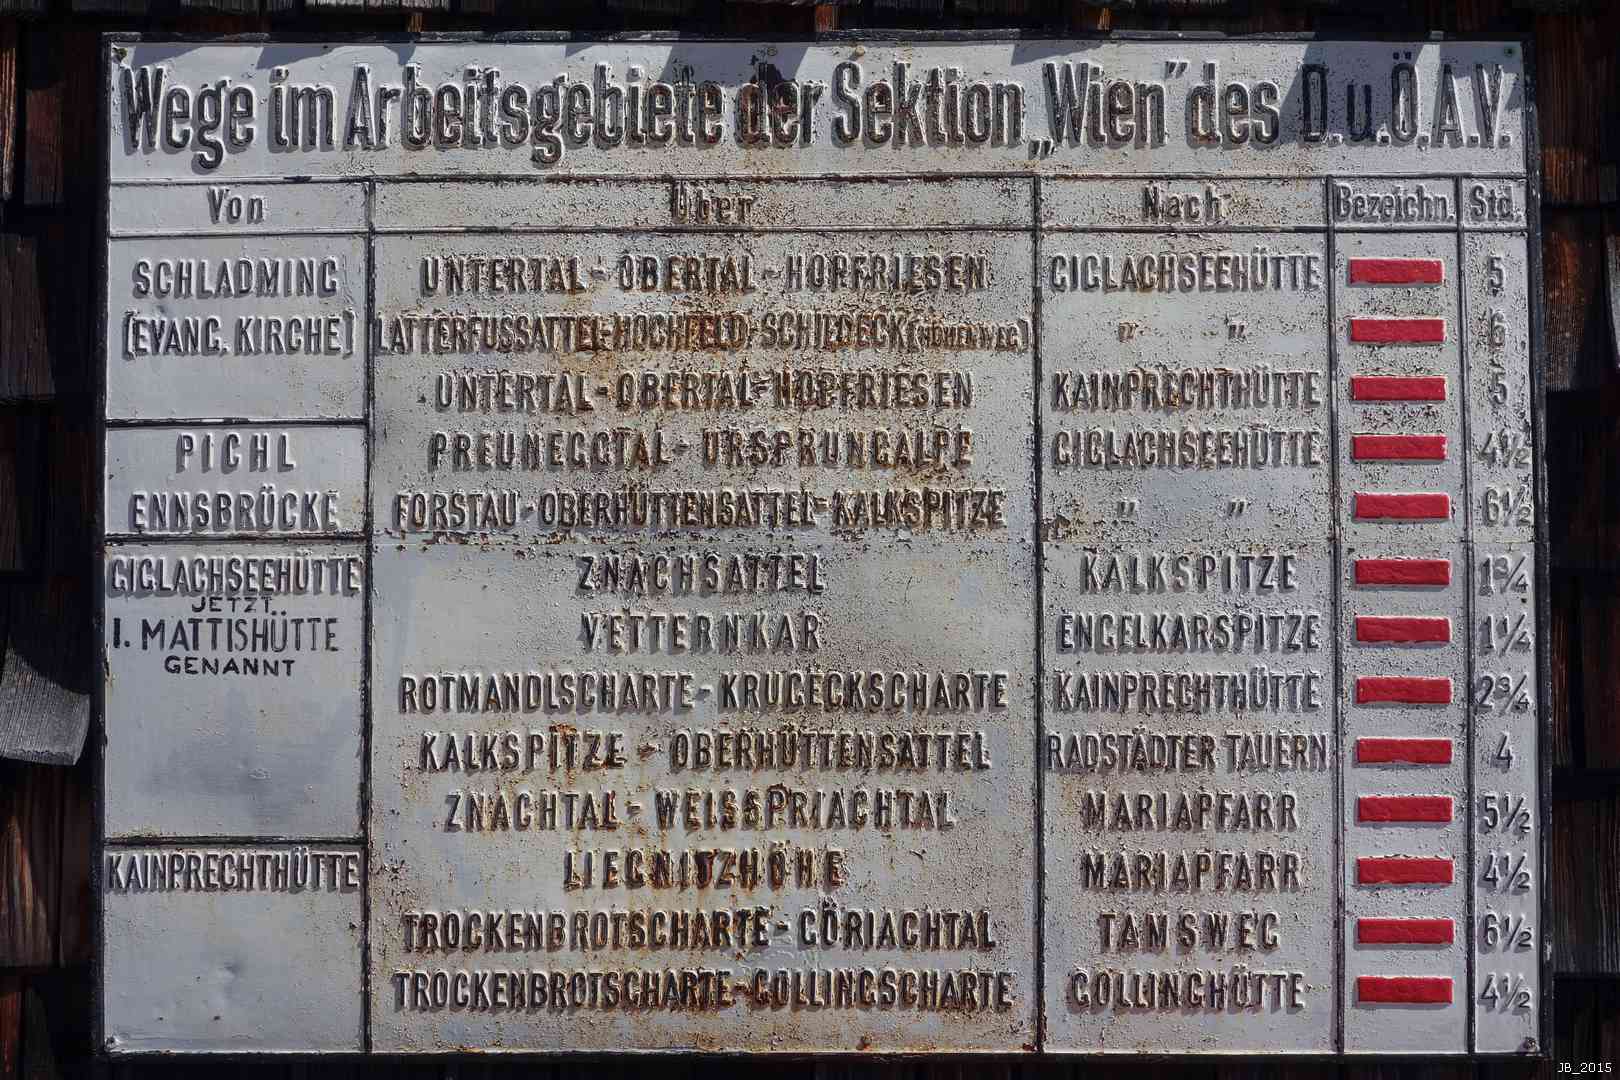 Wege im Arbeitsgebiete der Sektion „Wien” des D.u.Ö.A.V.
Von Über Nach Bezeichn. Std.
SCHLADMING UNTERTAL - OBERTAL - HOPFRIESEN GIGLACHSEEHÜTTE 5
(EVANG. KIRCHE) LATTERFUSSATTEL-HOCHFELD-SCHIEDECK (HÖHENWEG) " " 6
UNTERTAL - OBERTAL - HOPFRIESEN KAINPRECHTHÜTTE 5
PICHL PREUNEGGTAL - URSPRUNGALPE GIGLACHSEEHÜTTE 4½
ENNSBRÜCKE FORSTAU - OBERHÜTTENSATTEL - KALKSPITZE " " 6½
GIGLACHSEEHÜTTE ZNACHSATTEL KALKSPITZE 1¾
JETZT
I. MATTISHÜTTE VETTERNKAR ENGELKARSPITZE 1¼
GENANNT
ROTMANDLSCHARTE - KRUGECKSCHARTE KAINPRECHTHÜTTE 2¾
KALKSPITZE - OBERHÜTTENSATTEL RADSTÄDTER TAUERN 4
ZNACHTAL - WEISSPRIACHTAL MARIAPFARR 5½
KAINPRECHTHÜTTE LIEGNITZHÖHE MARIAPFARR 4½
TROCKENBROTSCHARTE - GÖRIACHTAL TAMSWEG 6½
TROCKENBROTSCHARTE - GOLLINGSCHARTE GOLLINGHÜTTE 4½
JB_2015